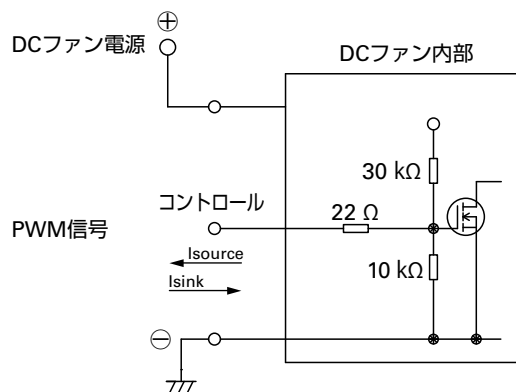 ⊕
DCファン電源
DCファン内部
30 kΩ
コントロール
22 Ω
PWM信号
Isource
10 kΩ
Isink
⊖